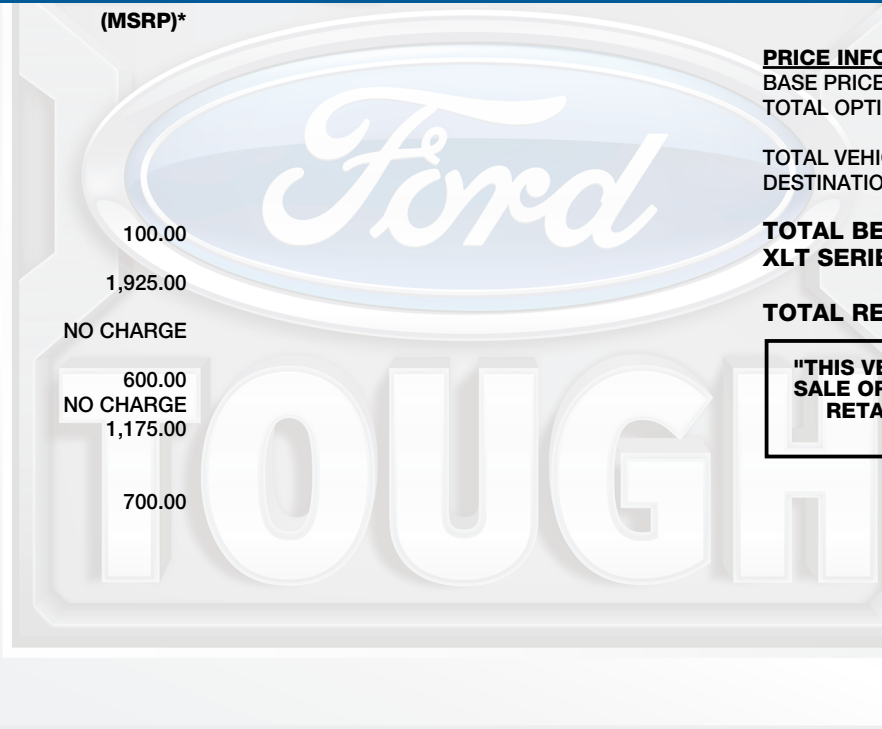 (MSRP)*
100.00
1,925.00
NO CHARGE
600.00
NO CHARGE
1,175.00
700.00
PRICE INFO
BASE PRICE
TOTAL OPTI
TOTAL VEHI
DESTINATIO
TOTAL BE
XLT SERIE
TOTAL RE
"THIS VE
SALE OR
RETA
Ford
TOUGH